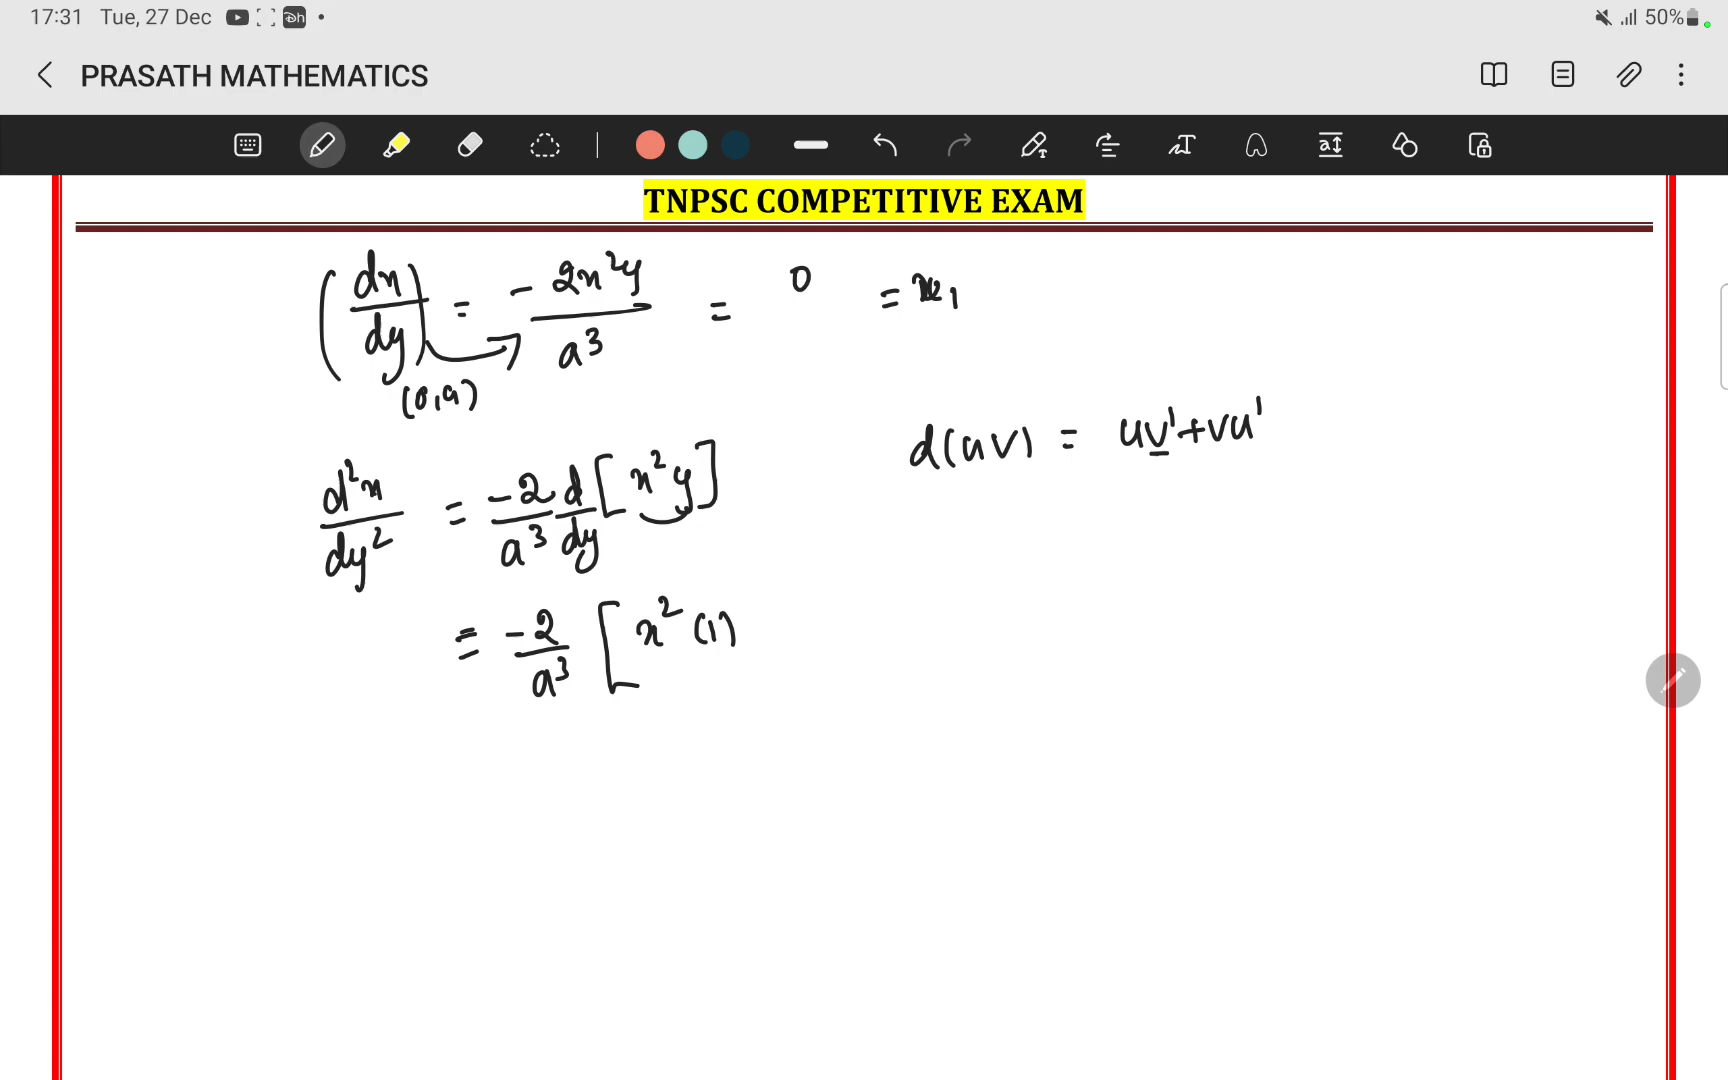 17:31 Tue, 27 Dec 50%
PRASATH MATHEMATICS
TNPSC COMPETITIVE EXAM
(dx/dy)(0,a) = -2x²y/a³ = 0 = x₁
d(uv) = uv'+vu'
d²x/dy² = -2/a³ d/dy [x²y]
= -2/a³ [x²(1)